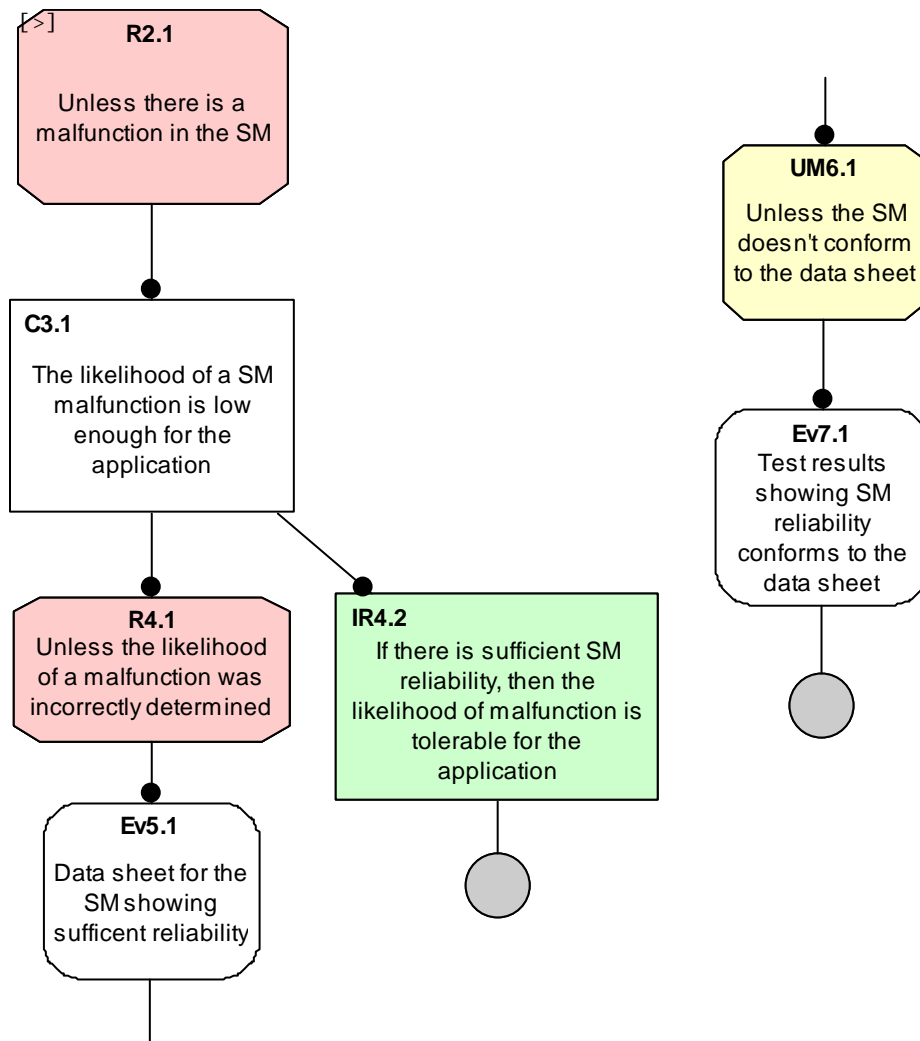 [>]
R2.1
Unless there is a
malfunction in the SM
C3.1
The likelihood of a SM
malfunction is low
enough for the
application
R4.1
Unless the likelihood
of a malfunction was
incorrectly determined
IR4.2
If there is sufficient SM
reliability, then the
likelihood of malfunction is
tolerable for the
application
Ev5.1
Data sheet for the
SM showing
sufficent reliability
UM6.1
Unless the SM
doesn't conform
to the data sheet
Ev7.1
Test results
showing SM
reliability
conforms to the
data sheet